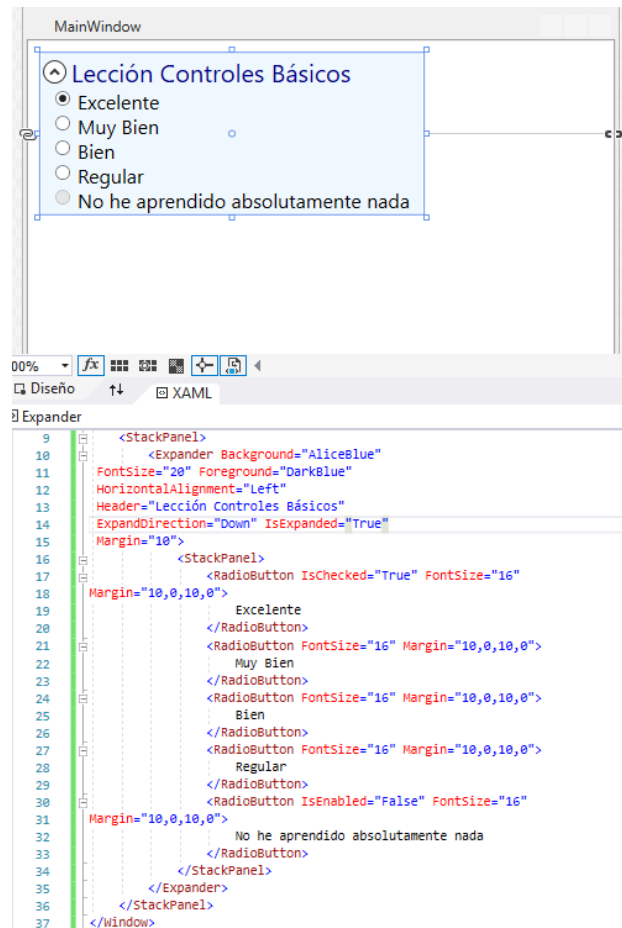 MainWindow
Lección Controles Básicos
Excelente
Muy Bien
Bien
Regular
No he aprendido absolutamente nada
00% fx
Diseño XAML
Expander
9 <StackPanel>
10 <Expander Background="AliceBlue"
11 FontSize="20" Foreground="DarkBlue"
12 HorizontalAlignment="Left"
13 Header="Lección Controles Básicos"
14 ExpandDirection="Down" IsExpanded="True"
15 Margin="10">
16 <StackPanel>
17 <RadioButton IsChecked="True" FontSize="16"
18 Margin="10,0,10,0">
19 Excelente
20 </RadioButton>
21 <RadioButton FontSize="16" Margin="10,0,10,0">
22 Muy Bien
23 </RadioButton>
24 <RadioButton FontSize="16" Margin="10,0,10,0">
25 Bien
26 </RadioButton>
27 <RadioButton FontSize="16" Margin="10,0,10,0">
28 Regular
29 </RadioButton>
30 <RadioButton IsEnabled="False" FontSize="16"
31 Margin="10,0,10,0">
32 No he aprendido absolutamente nada
33 </RadioButton>
34 </StackPanel>
35 </Expander>
36 </StackPanel>
37 </Window>